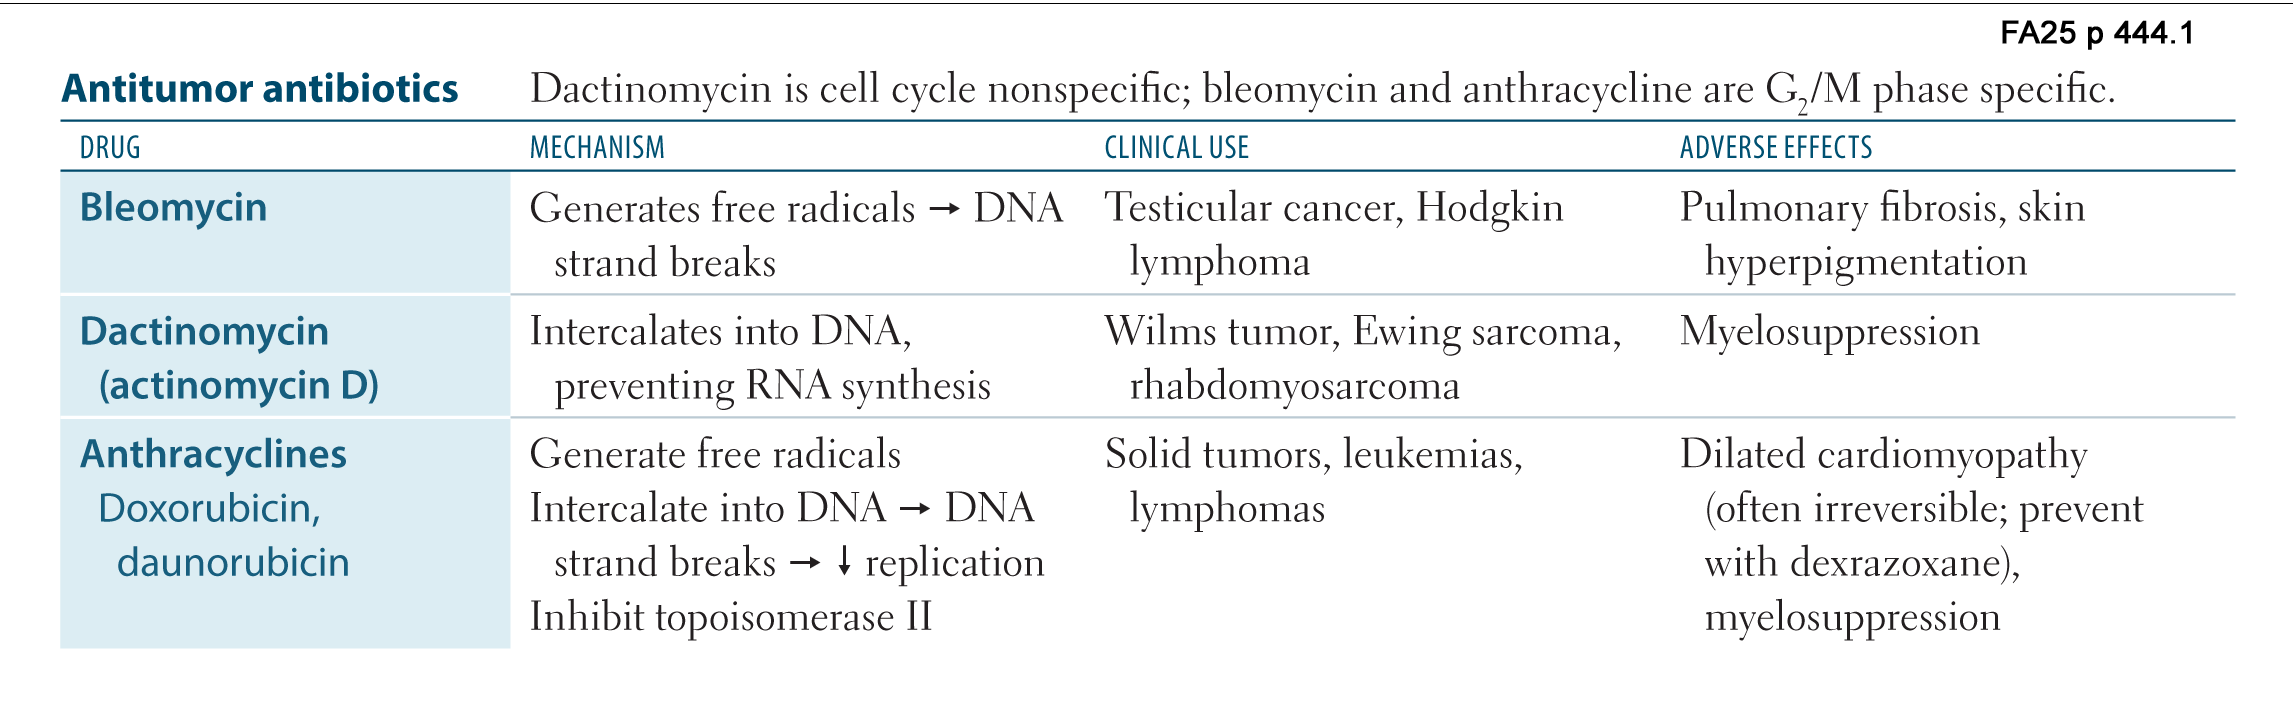 FA25 p 444.1
Antitumor antibiotics Dactinomycin is cell cycle nonspecific; bleomycin and anthracycline are G2/M phase specific.
DRUG MECHANISM CLINICAL USE ADVERSE EFFECTS
Bleomycin Generates free radicals → DNA Testicular cancer, Hodgkin Pulmonary fibrosis, skin
strand breaks lymphoma hyperpigmentation
Dactinomycin Intercalates into DNA, Wilms tumor, Ewing sarcoma, Myelosuppression
(actinomycin D) preventing RNA synthesis rhabdomyosarcoma
Anthracyclines Generate free radicals Solid tumors, leukemias, Dilated cardiomyopathy
Doxorubicin, Intercalate into DNA → DNA lymphomas (often irreversible; prevent
daunorubicin strand breaks → ↓ replication with dexrazoxane),
Inhibit topoisomerase II myelosuppression